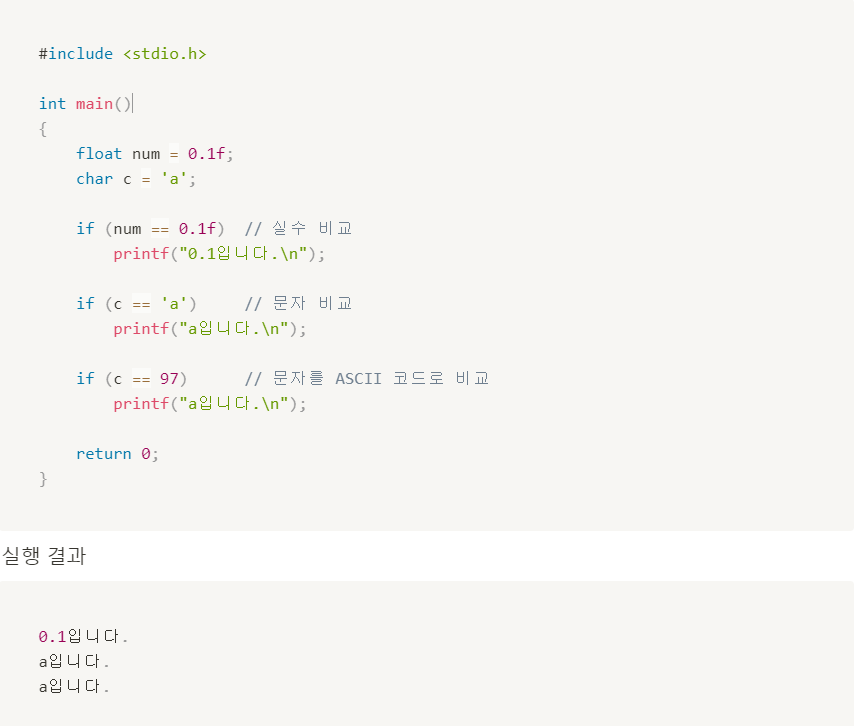 #include <stdio.h>
int main()
{
    float num = 0.1f;
    char c = 'a';
    if (num == 0.1f)  // 실수 비교
        printf("0.1입니다.\n");
    if (c == 'a')     // 문자 비교
        printf("a입니다.\n");
    if (c == 97)      // 문자를 ASCII 코드로 비교
        printf("a입니다.\n");
    return 0;
}
실행 결과
0.1입니다.
a입니다.
a입니다.